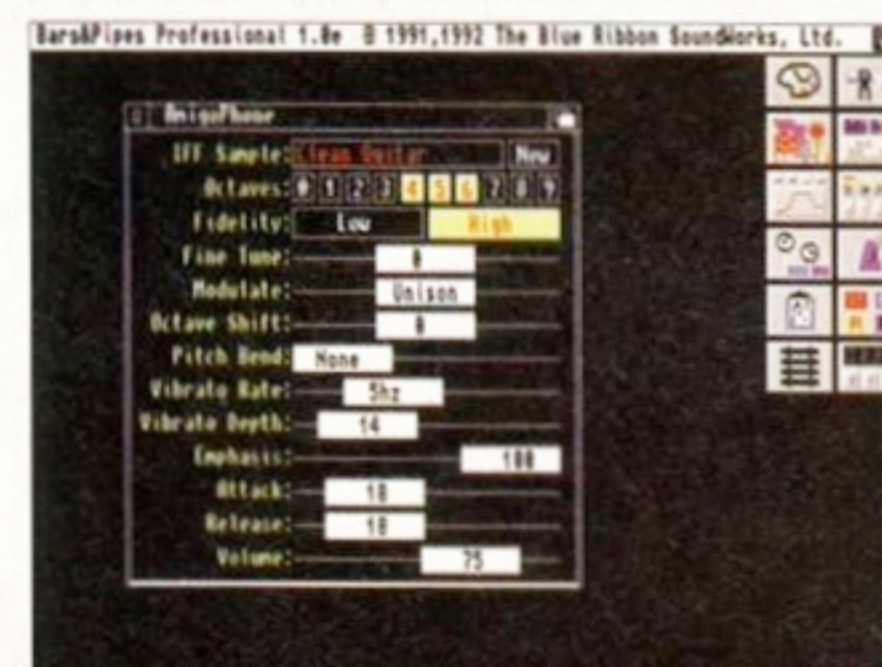 Bars&Pipes Professional 1.0e © 1991,1992 The Blue Ribbon SoundWorks, Ltd.
AmigaPhone
IFF Sample: Clean Guitar New
Octaves: 0 1 2 3 4 5 6 7 8 9
Fidelity: Low High
Fine Tune: 0
Modulate: Unison
Octave Shift: 0
Pitch Bend: None
Vibrato Rate: 5hz
Vibrato Depth: 14
Emphasis: 100
Attack: 10
Release: 10
Volume: 75